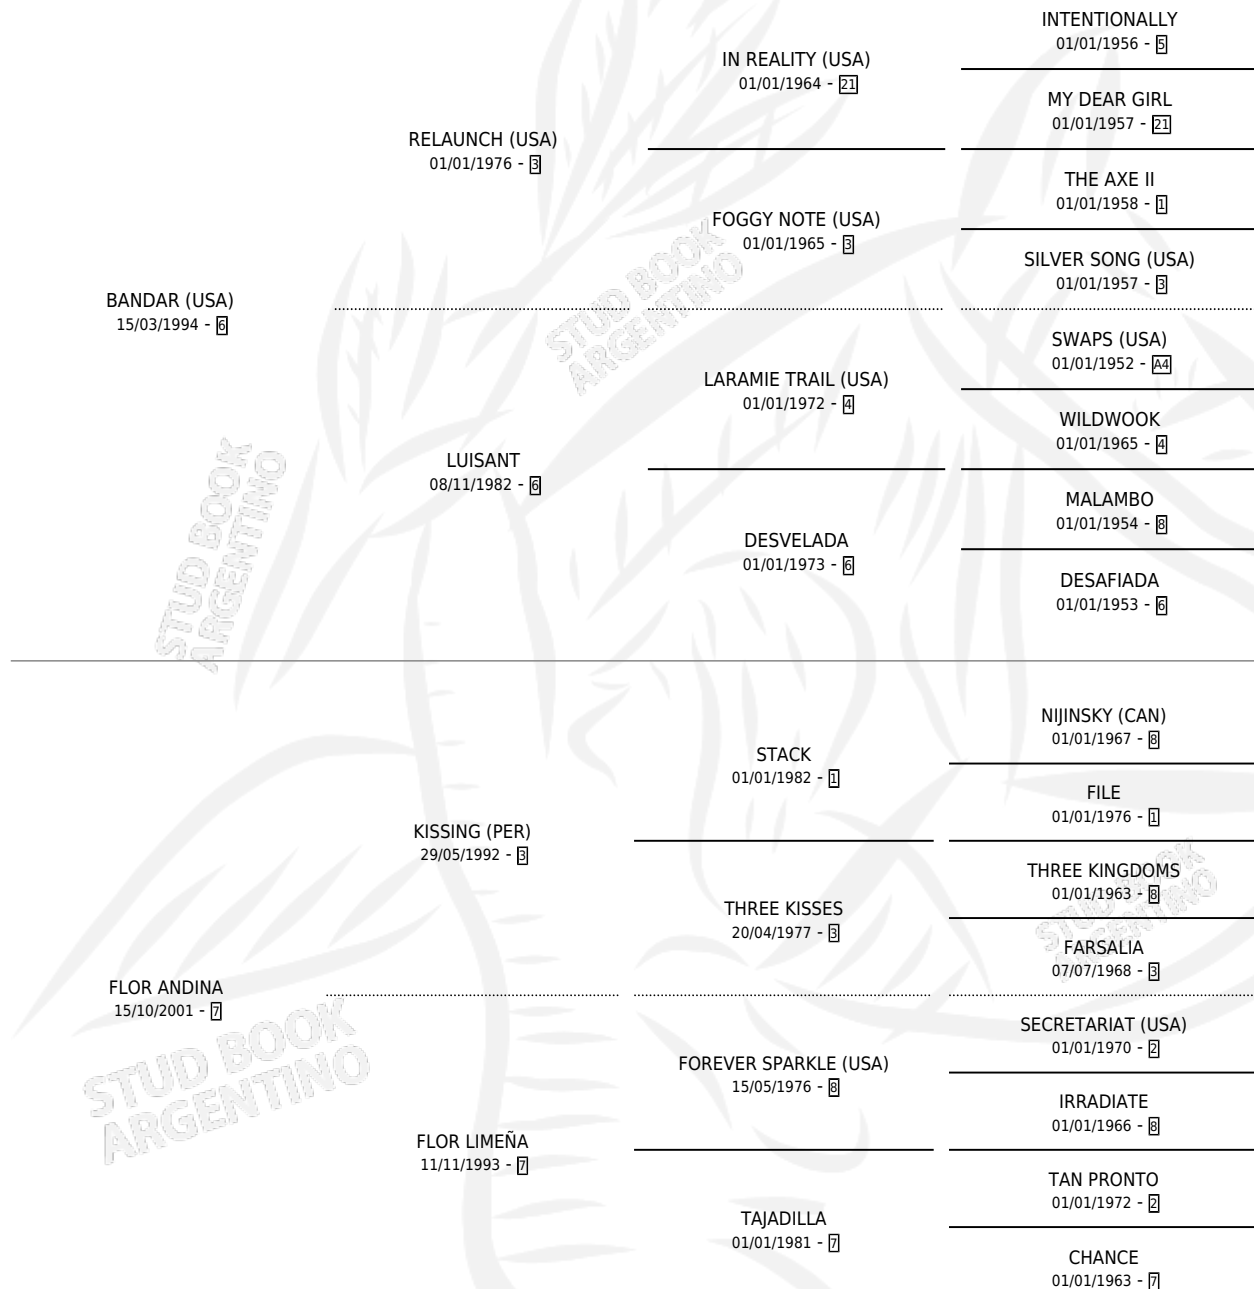 INTENTIONALLY
01/01/1956 - 5
IN REALITY (USA)
01/01/1964 - 21
MY DEAR GIRL
01/01/1957 - 21
RELAUNCH (USA)
01/01/1976 - 3
THE AXE II
01/01/1958 - 1
FOGGY NOTE (USA)
01/01/1965 - 3
SILVER SONG (USA)
01/01/1957 - 3
BANDAR (USA)
15/03/1994 - 6
SWAPS (USA)
01/01/1952 - A4
LARAMIE TRAIL (USA)
01/01/1972 - 4
WILDWOOK
01/01/1965 - 4
LUISANT
08/11/1982 - 6
MALAMBO
01/01/1954 - 8
DESVELADA
01/01/1973 - 6
DESAFIADA
01/01/1953 - 6
NIJINSKY (CAN)
01/01/1967 - 8
STACK
01/01/1982 - 1
FILE
01/01/1976 - 1
KISSING (PER)
29/05/1992 - 3
THREE KINGDOMS
01/01/1963 - 8
THREE KISSES
20/04/1977 - 3
FARSALIA
07/07/1968 - 3
FLOR ANDINA
15/10/2001 - 7
SECRETARIAT (USA)
01/01/1970 - 2
FOREVER SPARKLE (USA)
15/05/1976 - 8
IRRADIATE
01/01/1966 - 8
FLOR LIMEÑA
11/11/1993 - 7
TAN PRONTO
01/01/1972 - 2
TAJADILLA
01/01/1981 - 7
CHANCE
01/01/1963 - 7
STUD BOOK
ARGENTINO
STUD BOOK
ARGENTINO
STUD BOOK
ARGENTINO
STUD BOOK
ARGENTINO